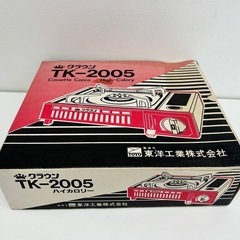 クラウン
TK-2005
Cassette Conro High-Calory
TOYO 東洋工業株式会社
クラウン
TK-2005
ハイカロリー
東洋工業株式会社